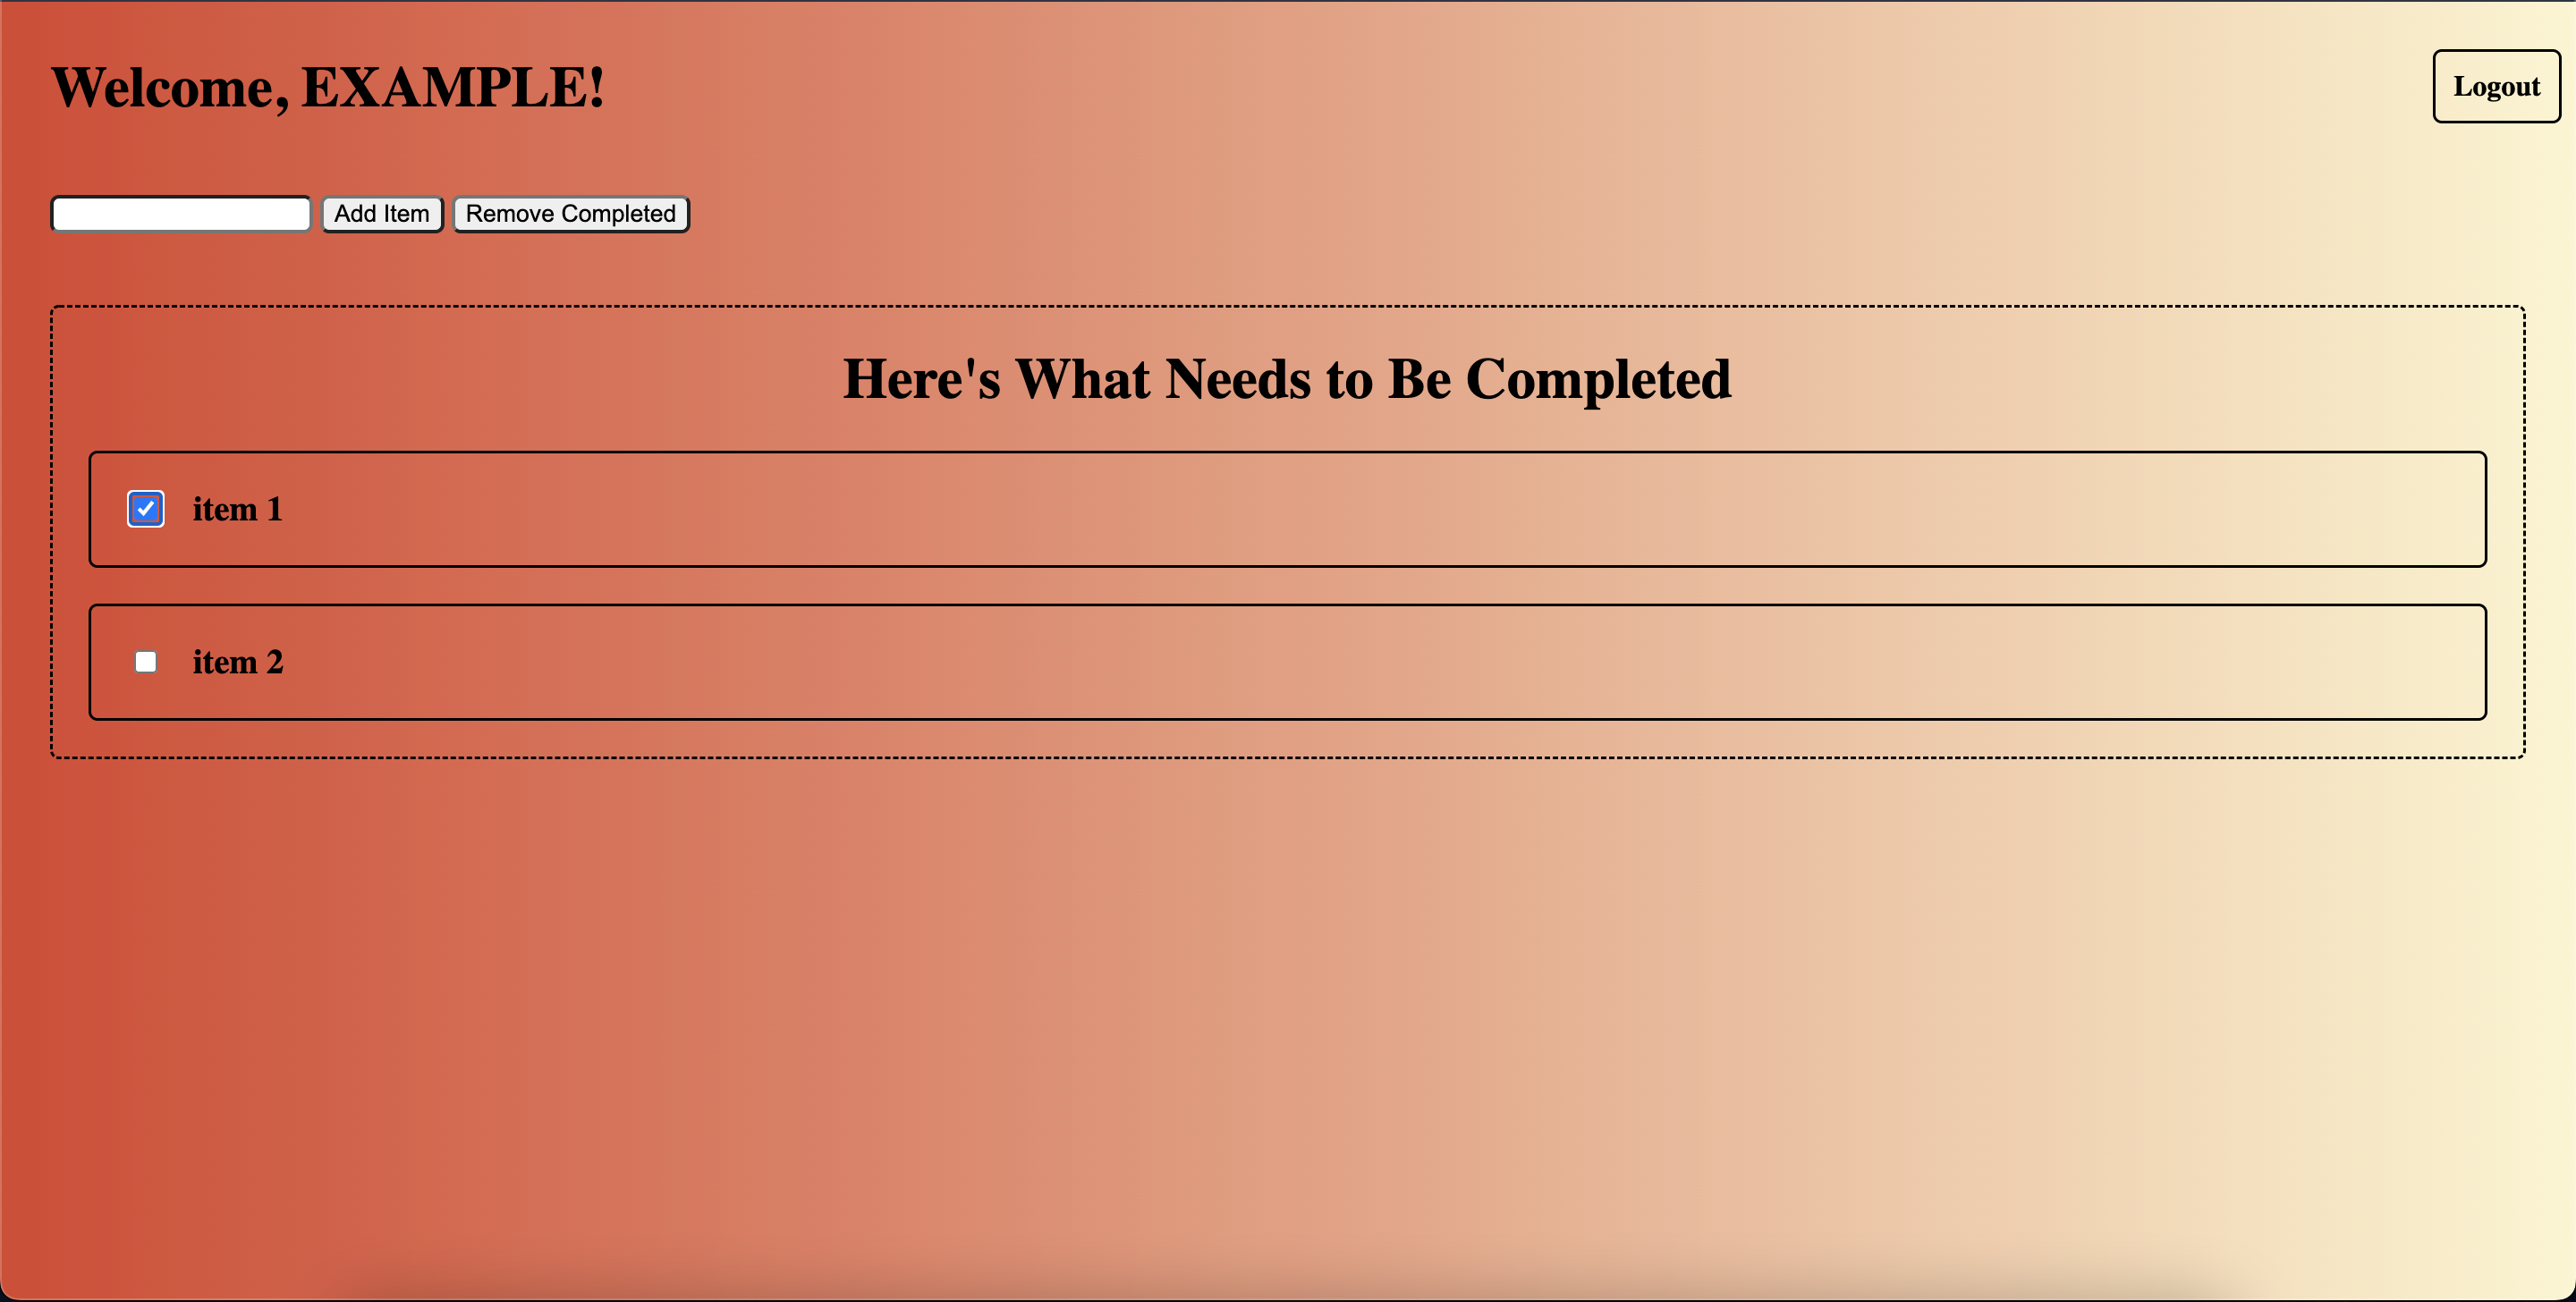 Welcome, EXAMPLE!
Logout
Add Item
Remove Completed
Here's What Needs to Be Completed
item 1
item 2